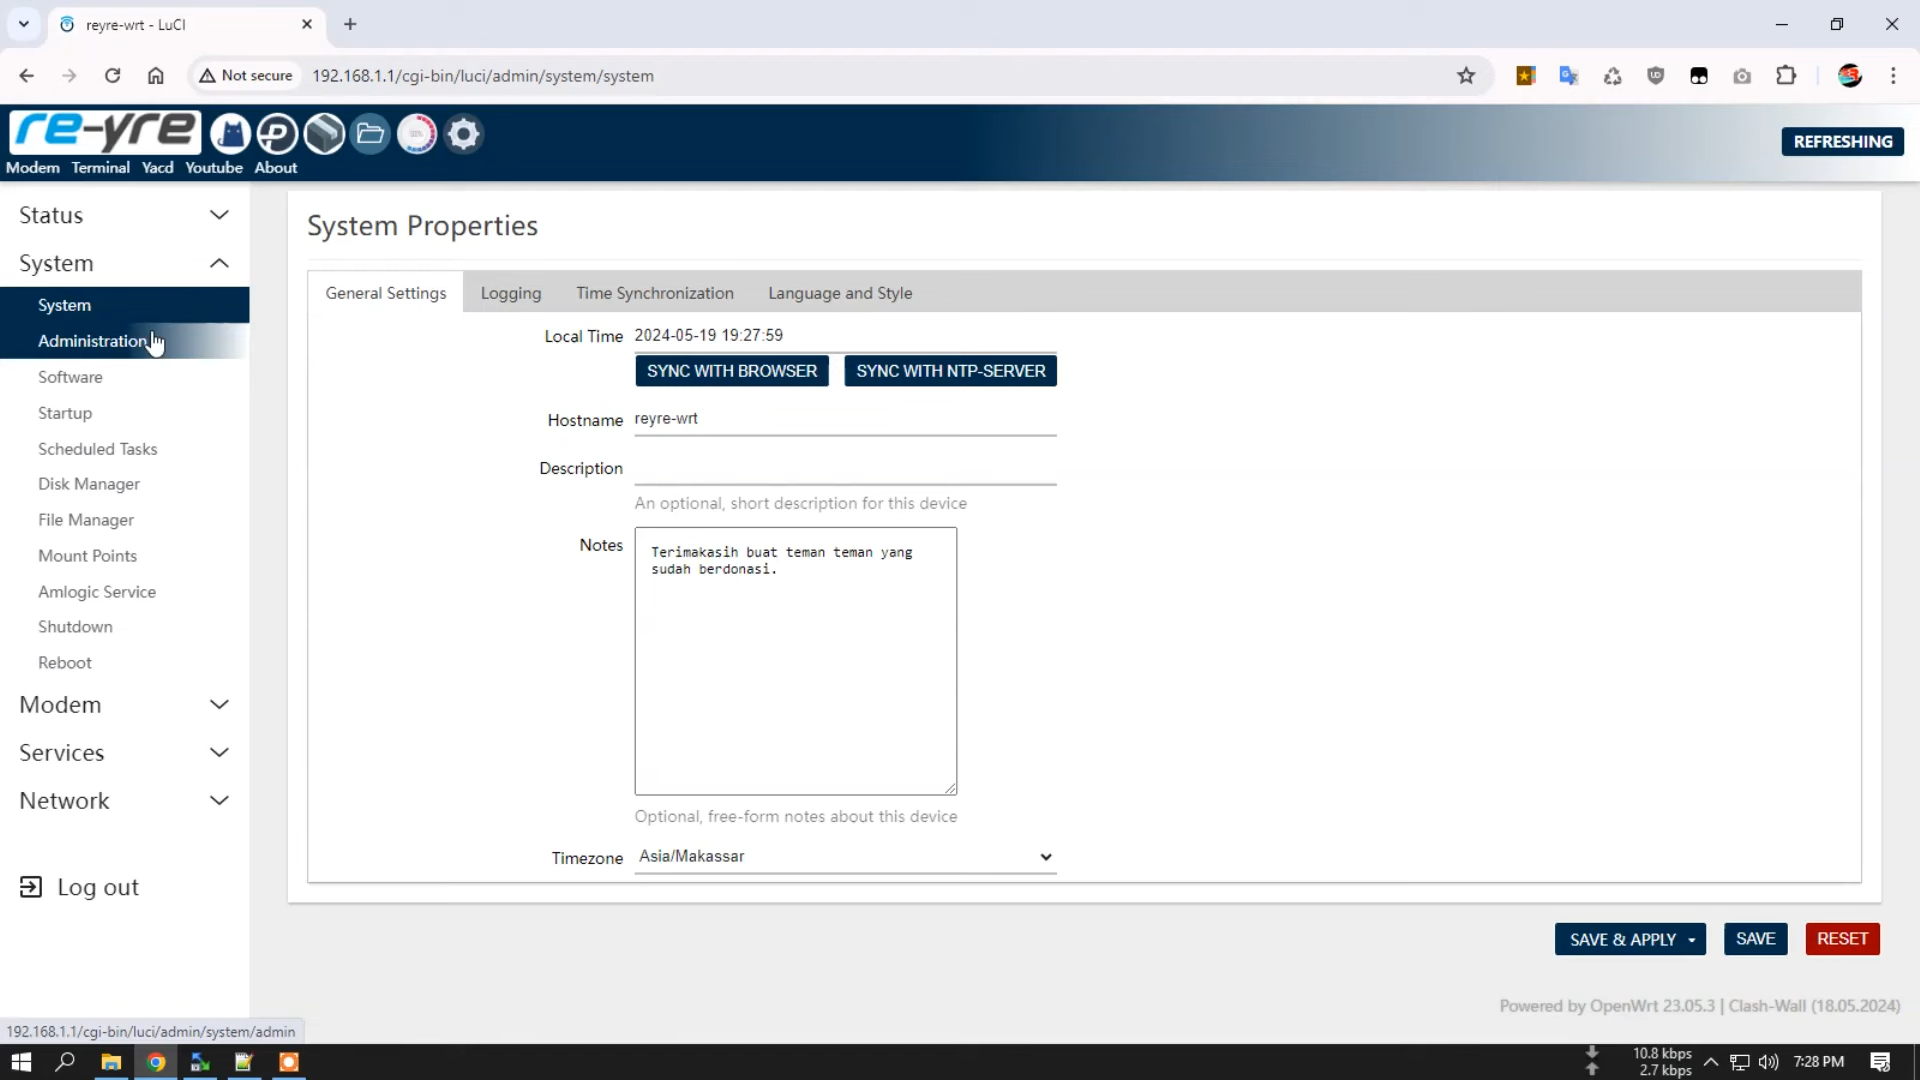 reyre-wrt - LuCI
Not secure
192.168.1.1/cgi-bin/luci/admin/system/system
re-yre
REFRESHING
Modem Terminal Yacd Youtube About
Status
System
System
Administration
Software
Startup
Scheduled Tasks
Disk Manager
File Manager
Mount Points
Amlogic Service
Shutdown
Reboot
Modem
Services
Network
Log out
System Properties
General Settings Logging Time Synchronization Language and Style
Local Time 2024-05-19 19:27:59
SYNC WITH BROWSER SYNC WITH NTP-SERVER
Hostname reyre-wrt
Description
An optional, short description for this device
Notes
Terimakasih buat teman teman yang
sudah berdonasi.
Optional, free-form notes about this device
Timezone Asia/Makassar
SAVE & APPLY SAVE RESET
Powered by OpenWrt 23.05.3 | Clash-Wall (18.05.2024)
192.168.1.1/cgi-bin/luci/admin/system/admin
10.8 kbps
2.7 kbps
7:28 PM